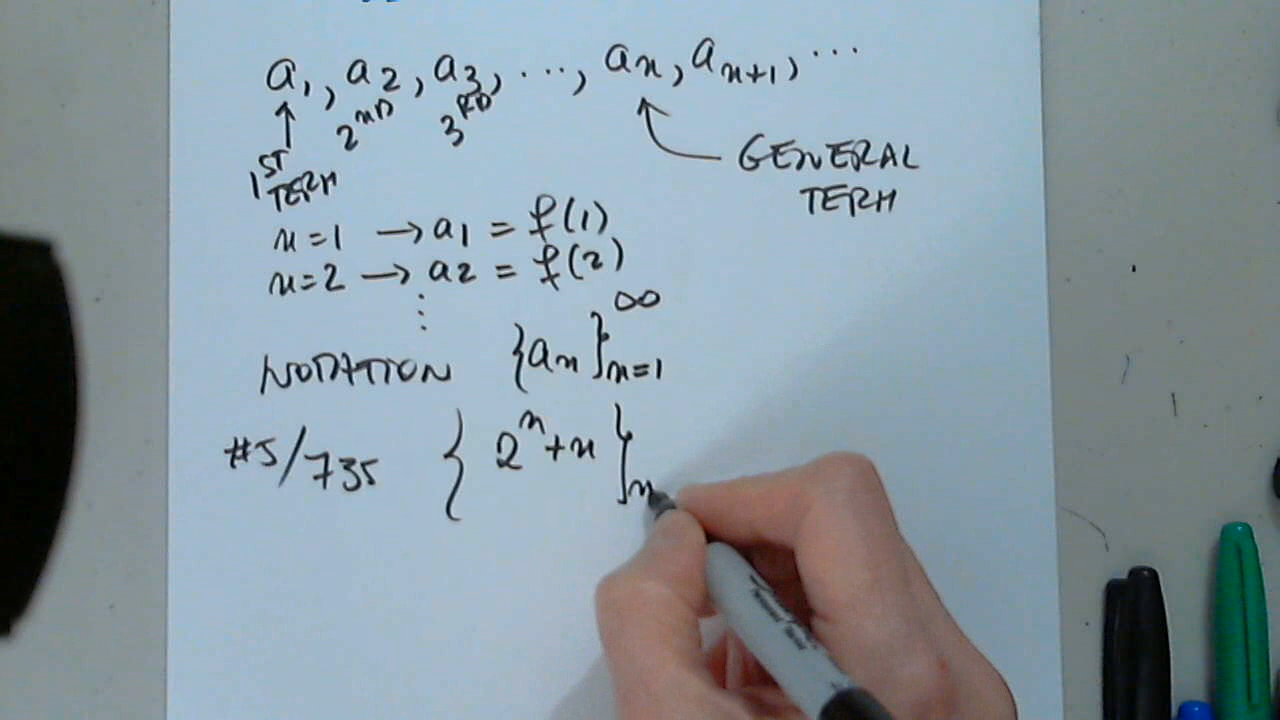 a₁, a₂, a₃, ..., aₙ, aₙ₊₁, ...
1ST TERM 2ND 3RD GENERAL TERM
n=1 → a₁ = f(1)
n=2 → a₂ = f(2)
⋮
NOTATION {aₙ}ₙ₌₁^∞
#5/735 {2ⁿ+n}ₙ